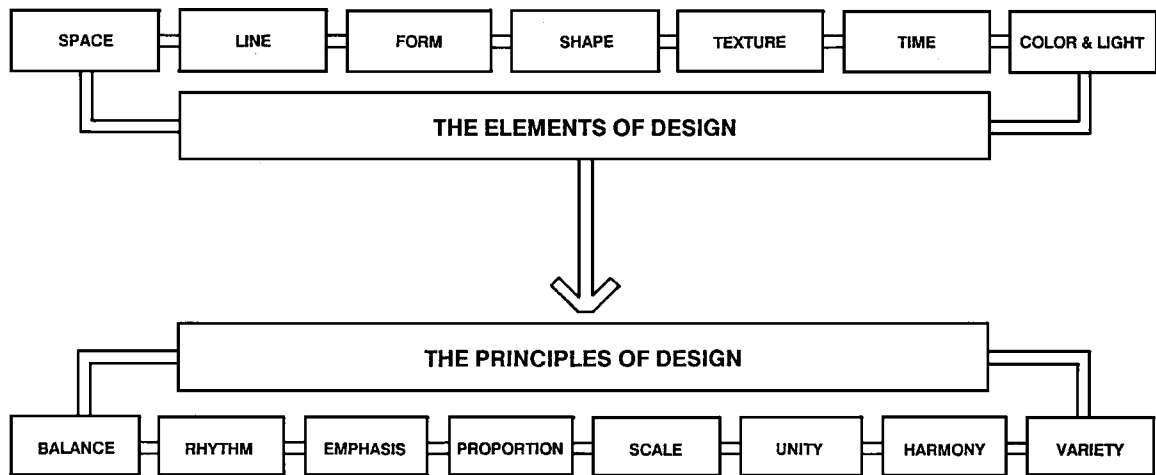 SPACE
LINE
FORM
SHAPE
TEXTURE
TIME
COLOR & LIGHT
THE ELEMENTS OF DESIGN
THE PRINCIPLES OF DESIGN
BALANCE
RHYTHM
EMPHASIS
PROPORTION
SCALE
UNITY
HARMONY
VARIETY